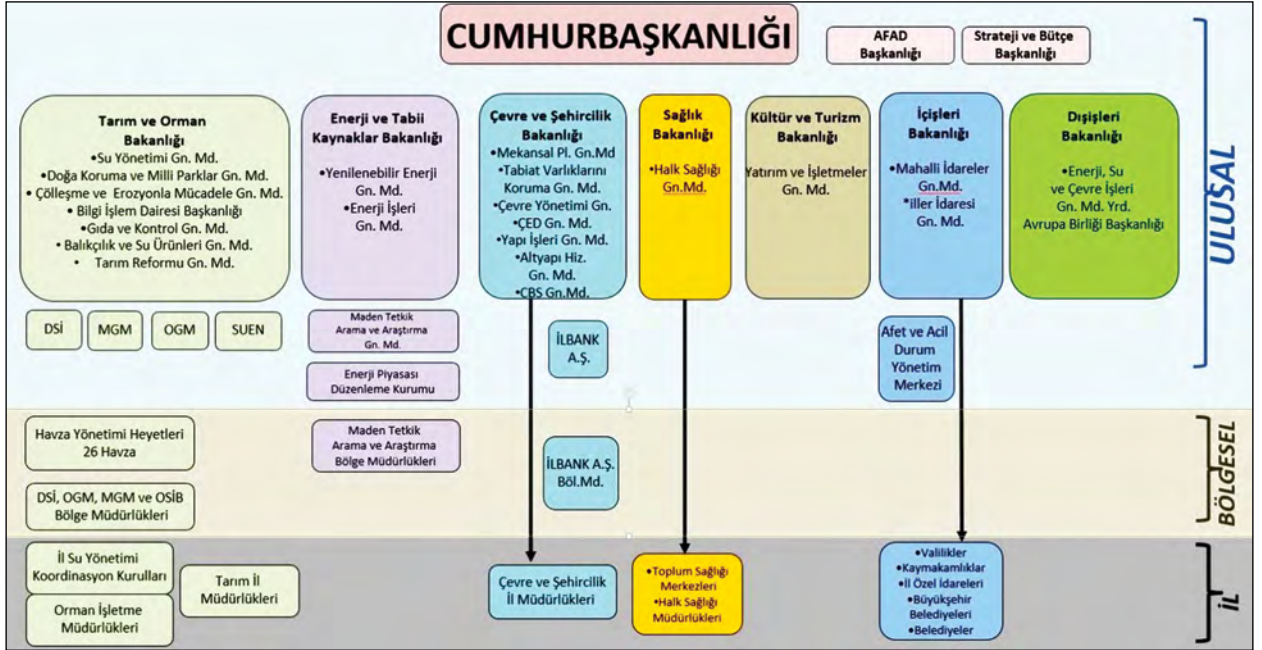 CUMHURBAŞKANLIĞI
AFAD
Başkanlığı
Strateji ve Bütçe
Başkanlığı
Tarım ve Orman
Bakanlığı
•Su Yönetimi Gn. Md.
•Doğa Koruma ve Milli Parklar Gn. Md.
• Çölleşme ve Erozyonla Mücadele Gn. Md.
• Bilgi İşlem Dairesi Başkanlığı
•Gıda ve Kontrol Gn. Md.
• Balıkçılık ve Su Ürünleri Gn. Md.
• Tarım Reformu Gn. Md.
Enerji ve Tabii
Kaynaklar Bakanlığı
•Yenilenebilir Enerji
Gn. Md.
•Enerji İşleri
Gn. Md.
Çevre ve Şehircilik
Bakanlığı
•Mekansal Pl. Gn.Md
•Tabiat Varlıklarını
Koruma Gn. Md.
•Çevre Yönetimi Gn.
•ÇED Gn. Md.
•Yapı İşleri Gn. Md.
•Altyapı Hiz.
Gn. Md.
•CBS Gn.Md.
Sağlık
Bakanlığı
•Halk Sağlığı
Gn.Md.
Kültür ve Turizm
Bakanlığı
Yatırım ve İşletmeler
Gn. Md.
İçişleri
Bakanlığı
•Mahalli İdareler
Gn.Md.
•iller İdaresi
Gn. Md.
Dışişleri
Bakanlığı
•Enerji, Su
ve Çevre İşleri
Gn. Md. Yrd.
Avrupa Birliği Başkanlığı
ULUSAL
DSİ
MGM
OGM
SUEN
Maden Tetkik
Arama ve Araştırma
Gn. Md.
Enerji Piyasası
Düzenleme Kurumu
İLBANK
A.Ş.
Afet ve Acil
Durum
Yönetim
Merkezi
Havza Yönetimi Heyetleri
26 Havza
DSİ, OGM, MGM ve OSİB
Bölge Müdürlükleri
Maden Tetkik
Arama ve Araştırma
Bölge Müdürlükleri
İLBANK A.Ş.
Böl.Md.
BÖLGESEL
İl Su Yönetimi
Koordinasyon Kurulları
Orman İşletme
Müdürlükleri
Tarım İl
Müdürlükleri
Çevre ve Şehircilik
İl Müdürlükleri
•Toplum Sağlığı
Merkezleri
•Halk Sağlığı
Müdürlükleri
•Valilikler
•Kaymakamlıklar
•İl Özel İdareleri
•Büyükşehir
Belediyeleri
•Belediyeler
İL